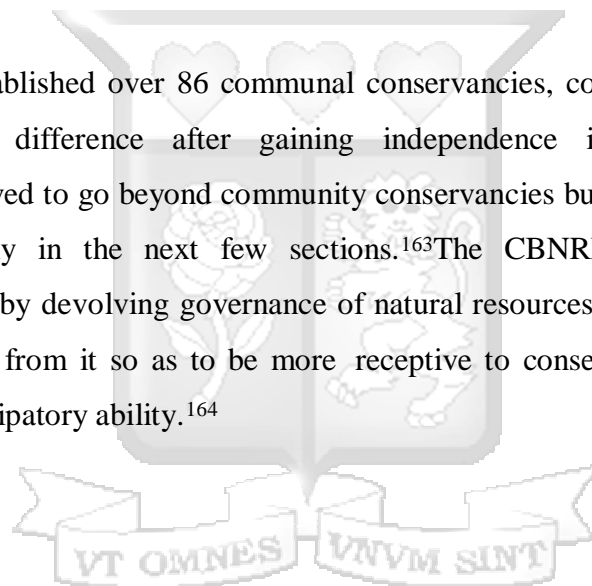 ablished over 86 communal conservancies, co
difference after gaining independence i
ved to go beyond community conservancies bu
y in the next few sections.¹⁶³The CBNR
by devolving governance of natural resources
from it so as to be more receptive to conse
ipatory ability.¹⁶⁴
VT OMNES VNVM SINT